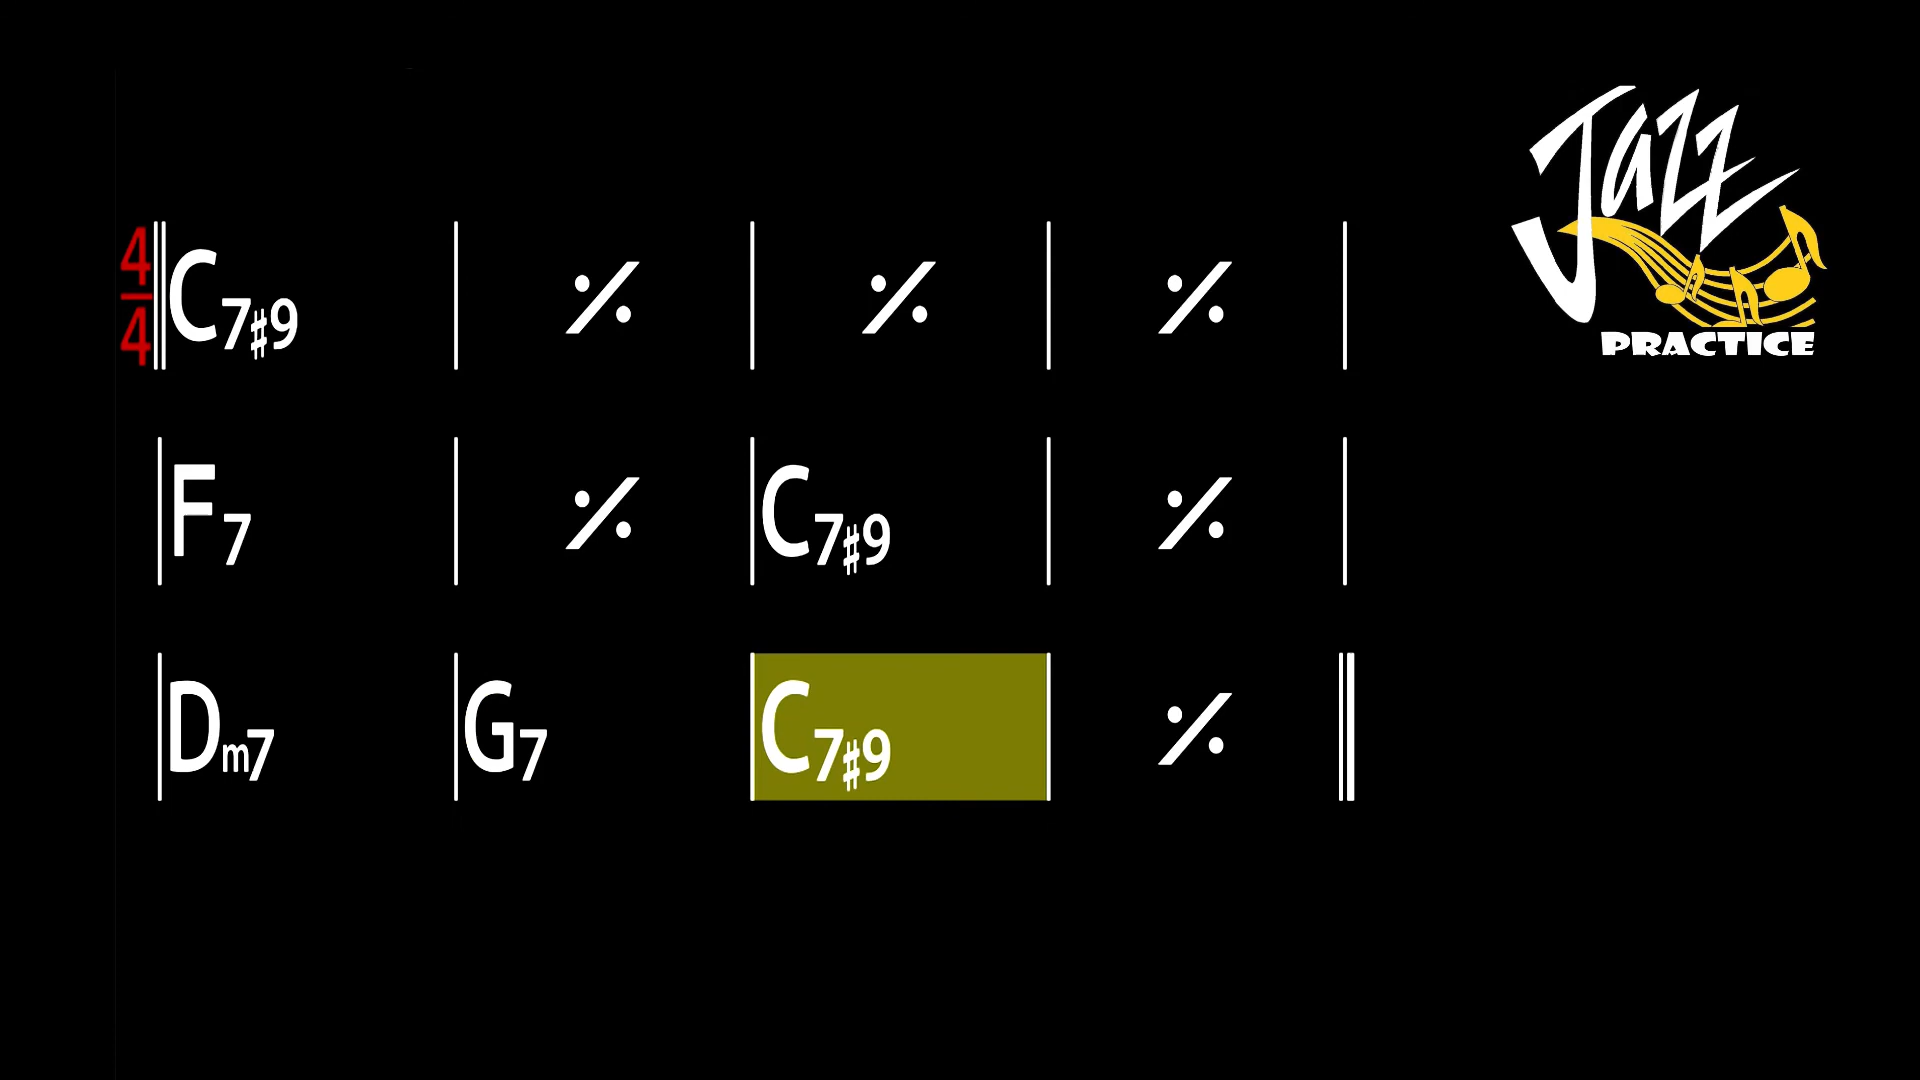 Jazz
PRACTICE
4
4
C7#9 | 𝄎 | 𝄎 | 𝄎
F7 | 𝄎 | C7#9 | 𝄎
Dm7 | G7 | C7#9 | 𝄎